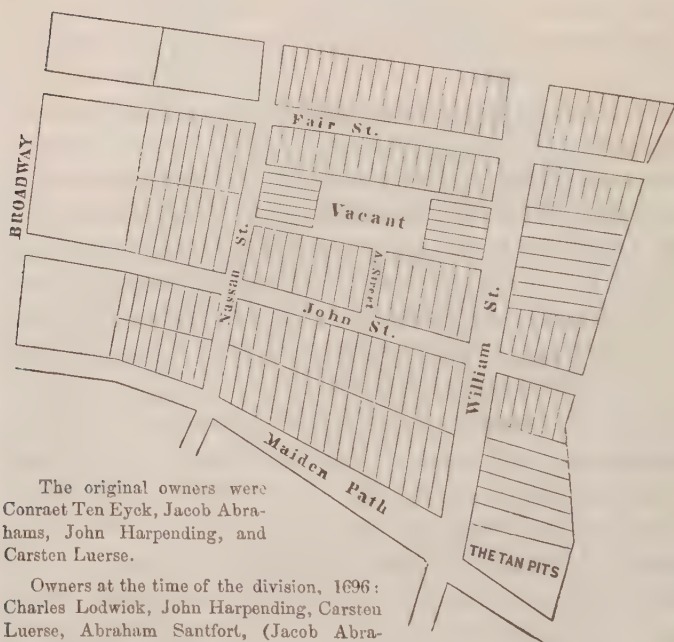 Fair St.
BROADWAY
Vacant
Nassau St.
A. Street
John St.
William St.
Maiden Path
THE TAN PITS
The original owners were
Conraet Ten Eyck, Jacob Abra-
hams, John Harpending, and
Carsten Luerse.
Owners at the time of the division, 1696:
Charles Lodwick, John Harpending, Carsten
Luerse, Abraham Santfort, (Jacob Abra-